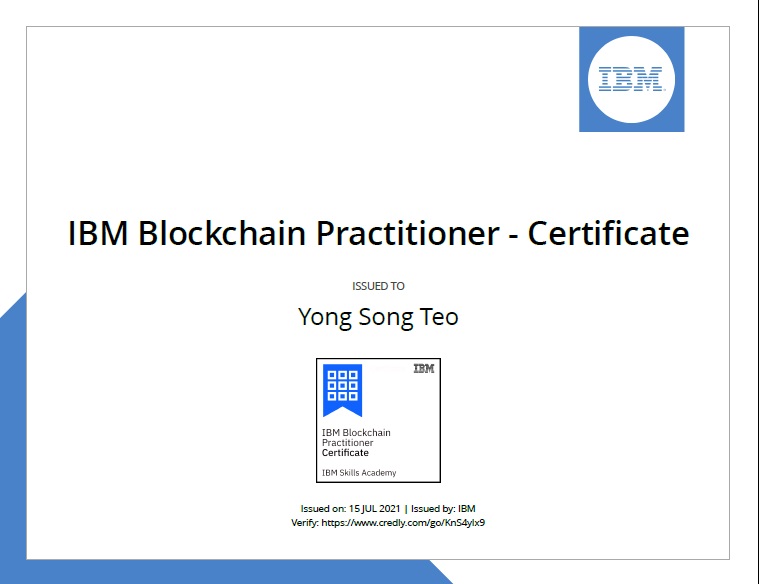 IBM
IBM Blockchain Practitioner - Certificate
ISSUED TO
Yong Song Teo
IBM
IBM Blockchain
Practitioner
Certificate
IBM Skills Academy
Issued on: 15 JUL 2021 | Issued by: IBM
Verify: https://www.credly.com/go/KnS4ylx9